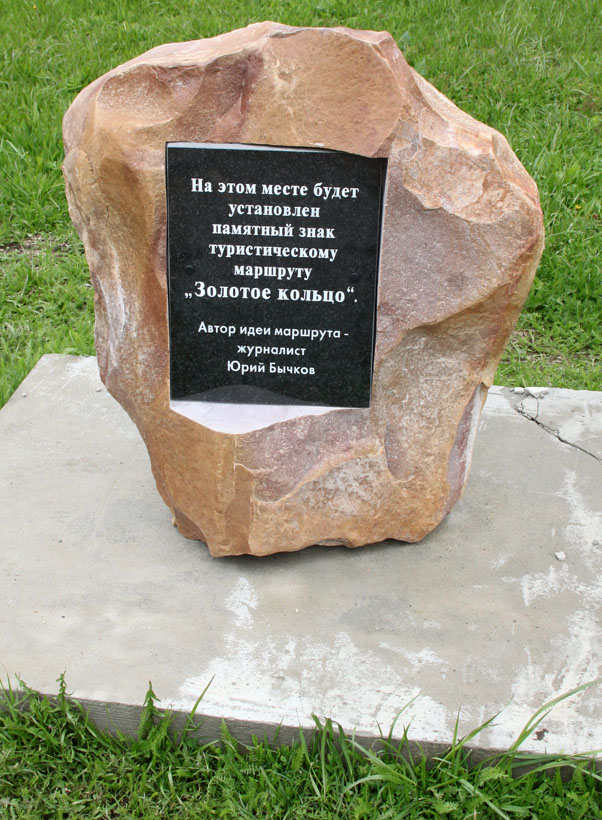 На этом месте будет
установлен
памятный знак
туристическому
маршруту
„Золотое кольцо“.
Автор идеи маршрута -
журналист
Юрий Бычков